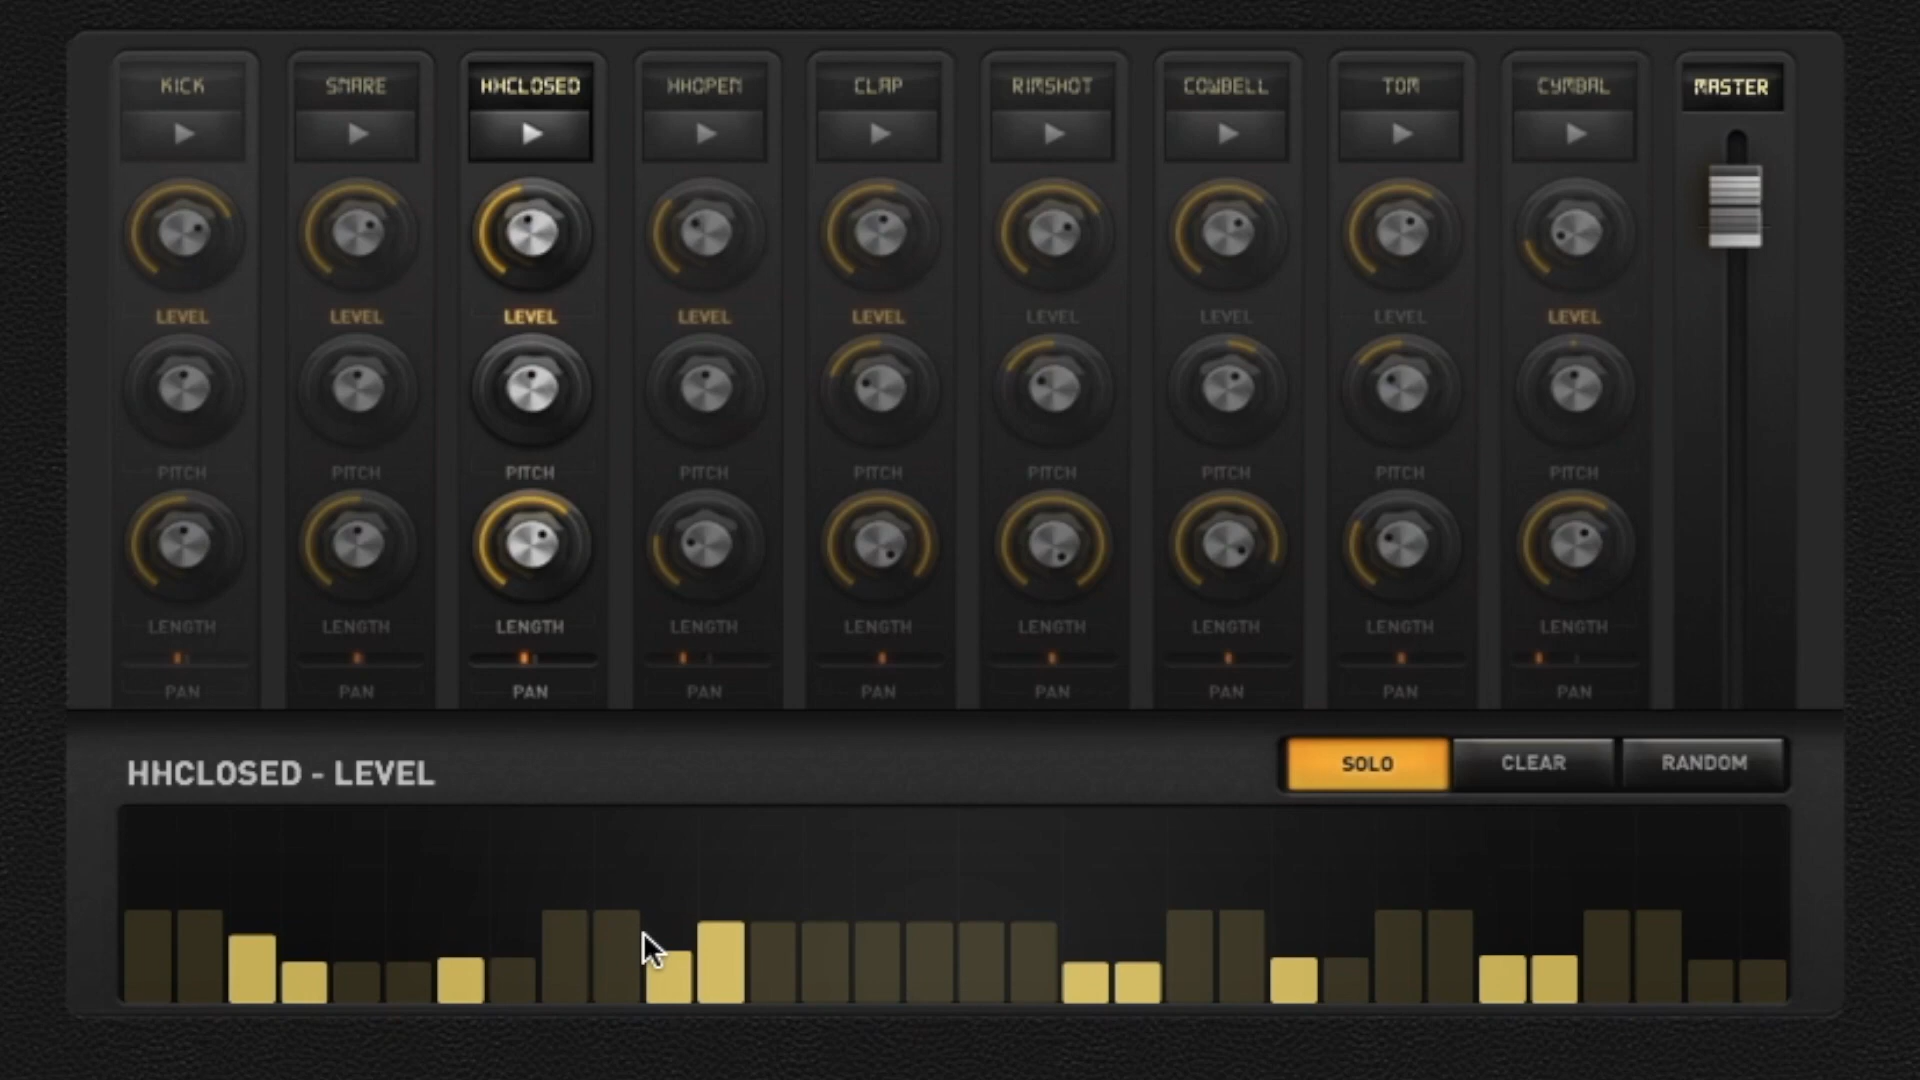 KICK SNARE HHCLOSED HHOPEN CLAP RIMSHOT COWBELL TOM CYMBAL MASTER
LEVEL LEVEL LEVEL LEVEL LEVEL LEVEL LEVEL LEVEL LEVEL
PITCH PITCH PITCH PITCH PITCH PITCH PITCH PITCH PITCH
LENGTH LENGTH LENGTH LENGTH LENGTH LENGTH LENGTH LENGTH LENGTH
PAN PAN PAN PAN PAN PAN PAN PAN PAN
HHCLOSED - LEVEL SOLO CLEAR RANDOM